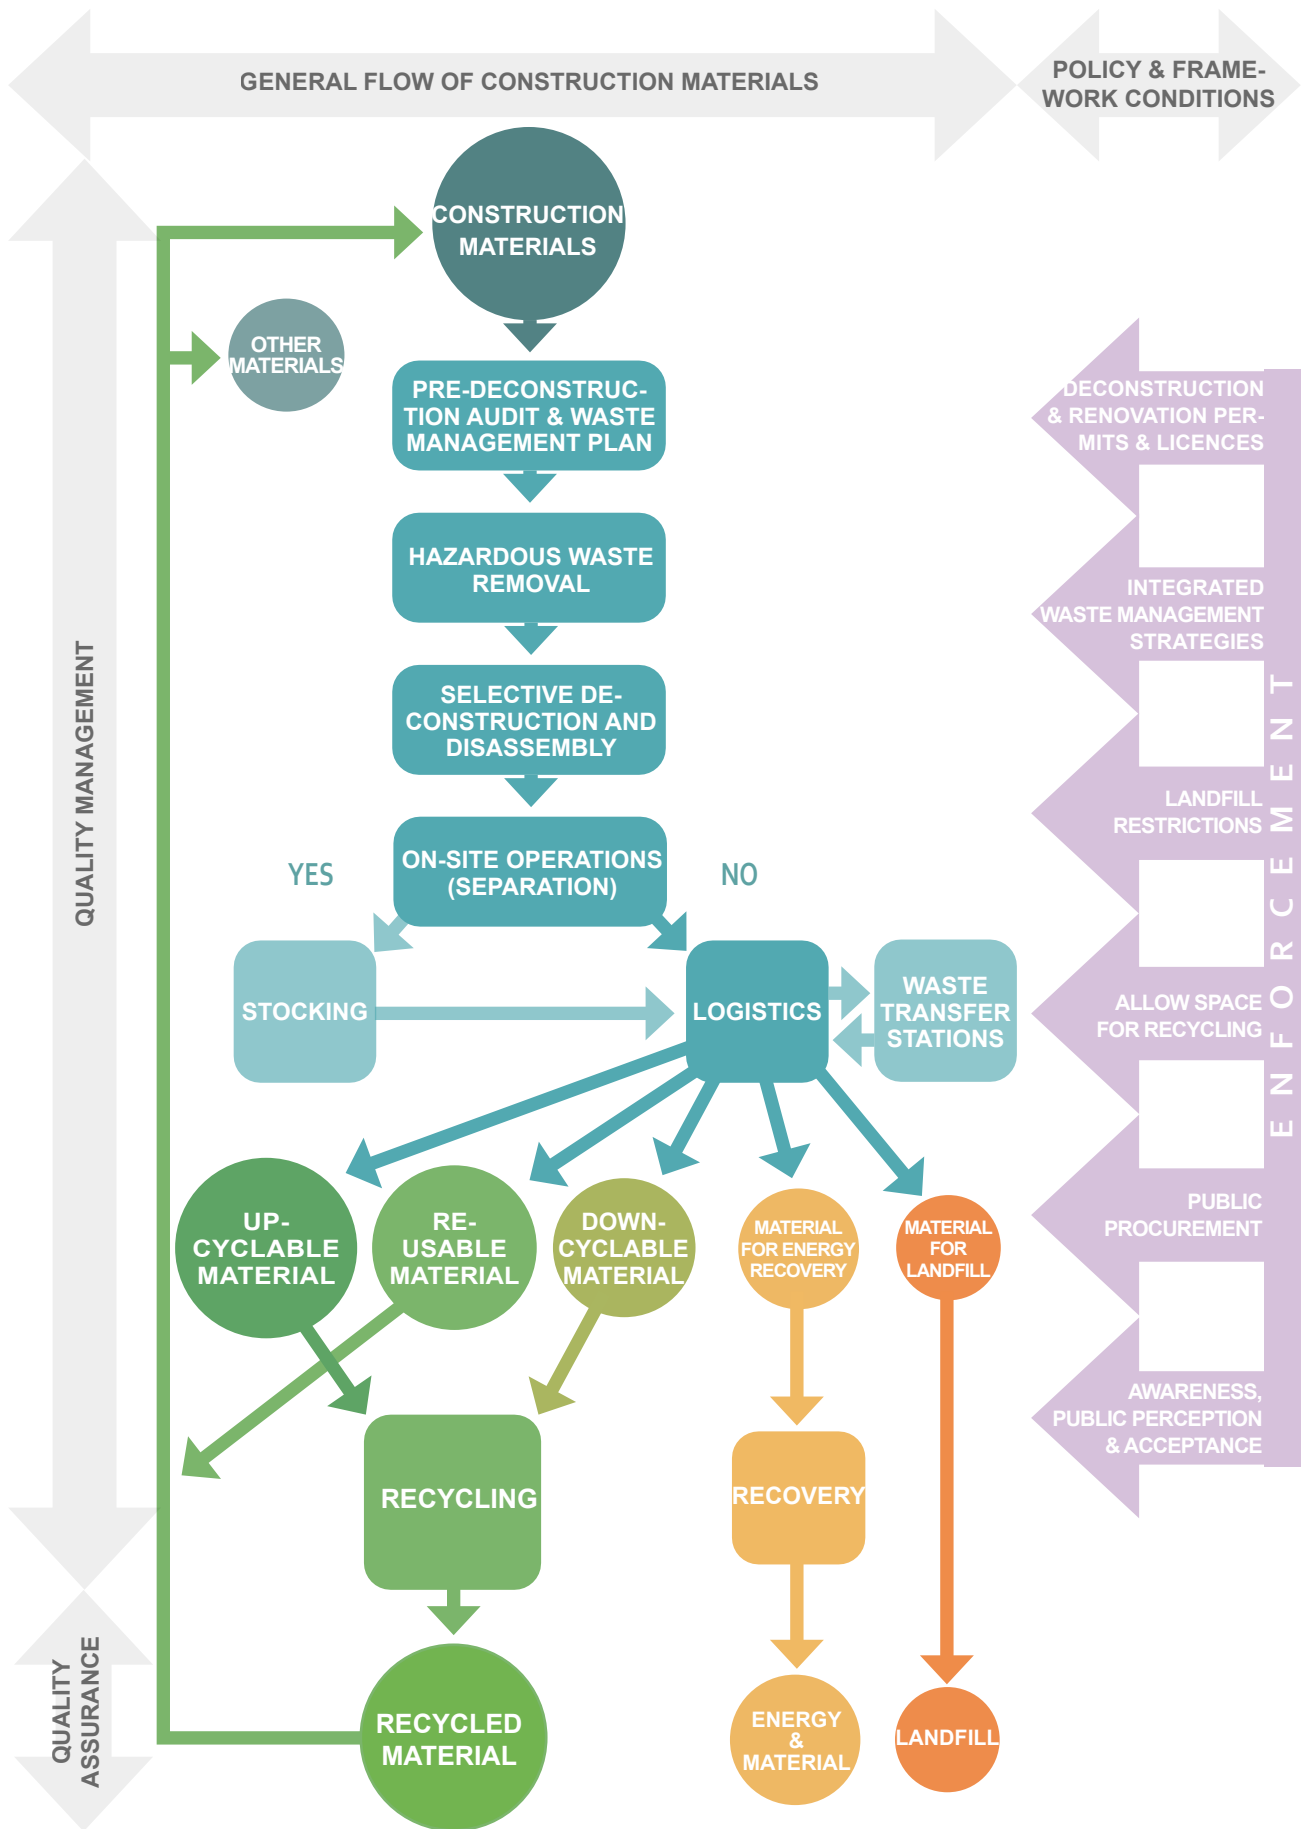 GENERAL FLOW OF CONSTRUCTION MATERIALS
POLICY & FRAME-
WORK CONDITIONS
CONSTRUCTION
MATERIALS
OTHER
MATERIALS
PRE-DECONSTRUC-
TION AUDIT & WASTE
MANAGEMENT PLAN
HAZARDOUS WASTE
REMOVAL
SELECTIVE DE-
CONSTRUCTION AND
DISASSEMBLY
ON-SITE OPERATIONS
(SEPARATION)
YES
NO
STOCKING
LOGISTICS
WASTE
TRANSFER
STATIONS
UP-
CYCLABLE
MATERIAL
RE-
USABLE
MATERIAL
DOWN-
CYCLABLE
MATERIAL
MATERIAL
FOR ENERGY
RECOVERY
MATERIAL
FOR
LANDFILL
RECYCLING
RECOVERY
RECYCLED
MATERIAL
ENERGY
&
MATERIAL
LANDFILL
QUALITY MANAGEMENT
QUALITY
ASSURANCE
DECONSTRUCTION
& RENOVATION PER-
MITS & LICENCES
INTEGRATED
WASTE MANAGEMENT
STRATEGIES
LANDFILL
RESTRICTIONS
ALLOW SPACE
FOR RECYCLING
PUBLIC
PROCUREMENT
AWARENESS,
PUBLIC PERCEPTION
& ACCEPTANCE
ENFORCEMENT